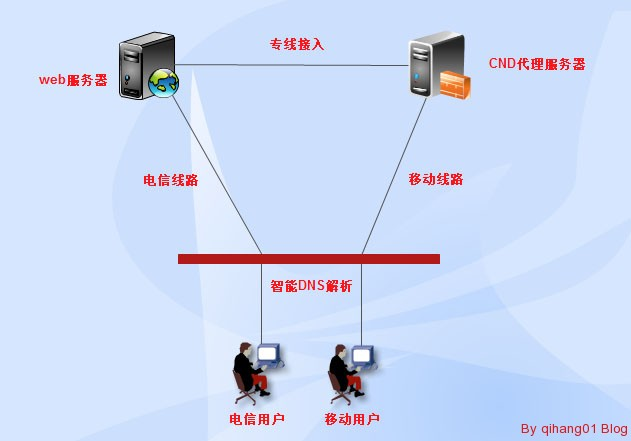 专线接入
web服务器
CND代理服务器
电信线路
移动线路
智能DNS解析
电信用户
移动用户
By qihang01 Blog